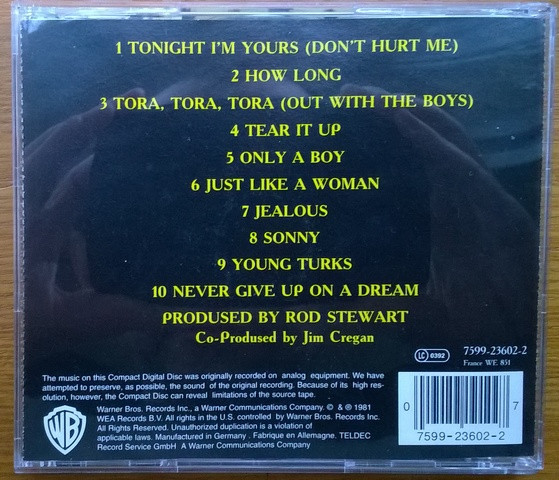 1 TONIGHT I'M YOURS (DON'T HURT ME)
2 HOW LONG
3 TORA, TORA, TORA (OUT WITH THE BOYS)
4 TEAR IT UP
5 ONLY A BOY
6 JUST LIKE A WOMAN
7 JEALOUS
8 SONNY
9 YOUNG TURKS
10 NEVER GIVE UP ON A DREAM
PRODUSED BY ROD STEWART
Co-Prodused by Jim Cregan
LC 0392
7599-23602-2
France WE 851
The music on this Compact Digital Disc was originally recorded on analog equipment. We have
attempted to preserve, as possible, the sound of the original recording. Because of its high res-
olution, however, the Compact Disc can reveal limitations of the source tape.
WB
Warner Bros. Records Inc., a Warner Communications Company. © & ℗ 1981
WEA Records B.V. All rights in the U.S. controlled by Warner Bros. Records Inc.
All Rights Reserved. Unauthorized duplication is a violation of
applicable laws. Manufactured in Germany . Fabrique en Allemagne. TELDEC
Record Service GmbH A Warner Communications Company
0 7
7599-23602-2